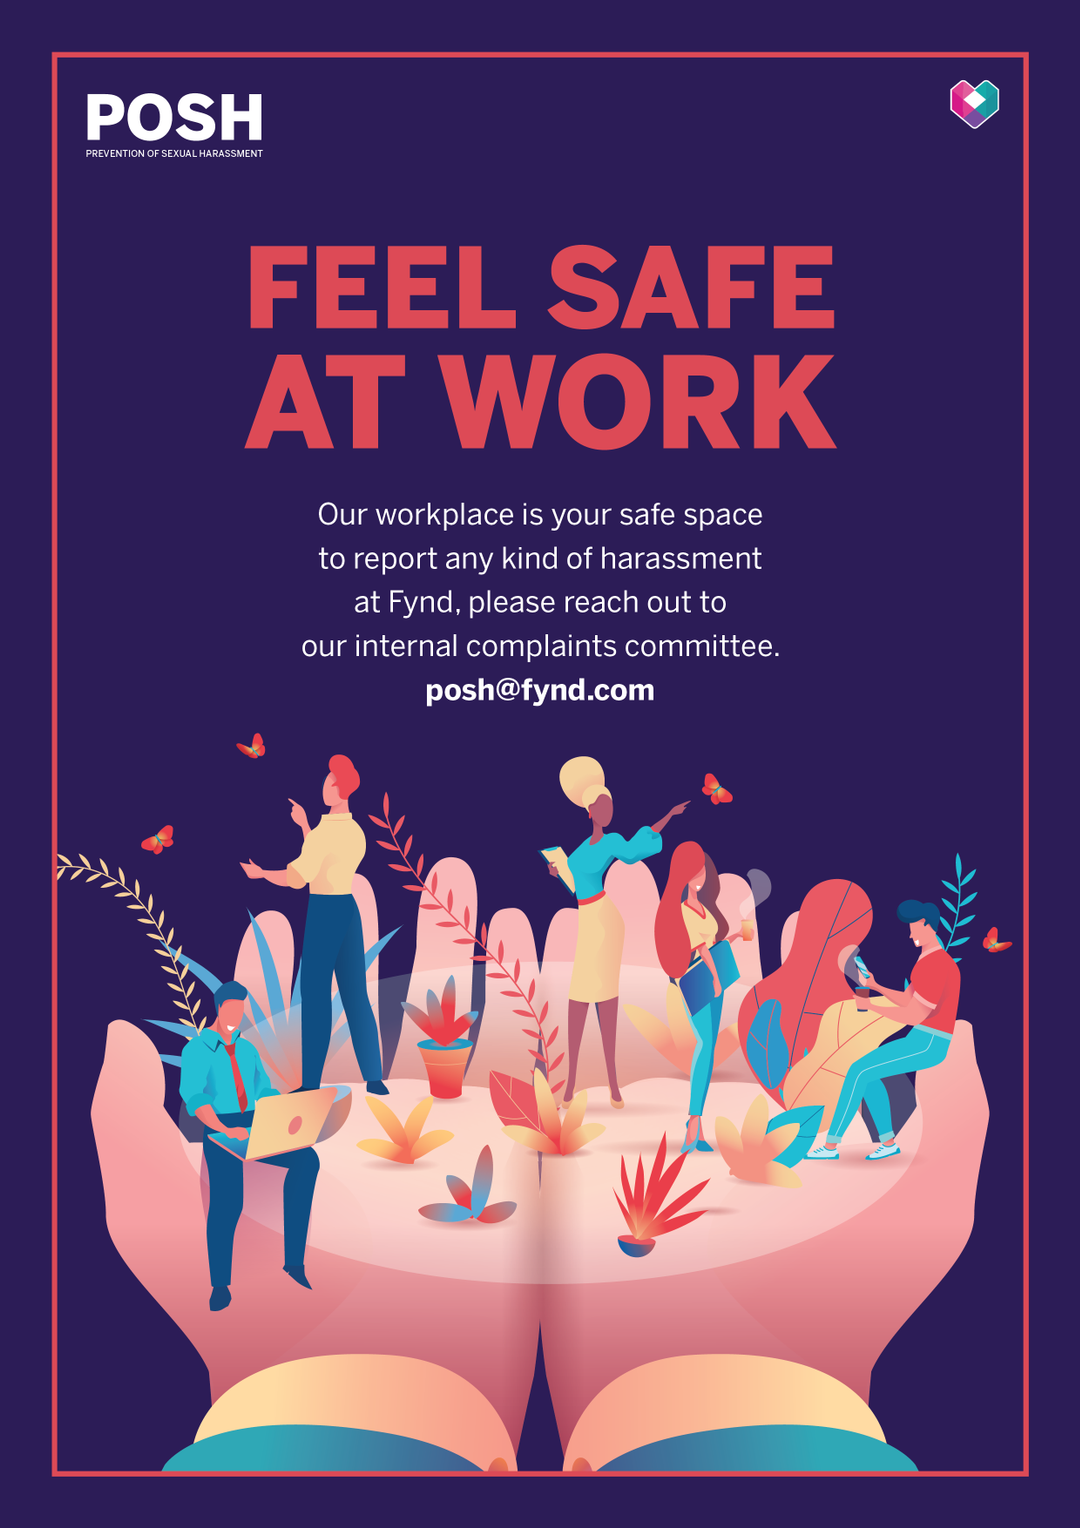 POSH
PREVENTION OF SEXUAL HARASSMENT
FEEL SAFE
AT WORK
Our workplace is your safe space
to report any kind of harassment
at Fynd, please reach out to
our internal complaints committee.
posh@fynd.com